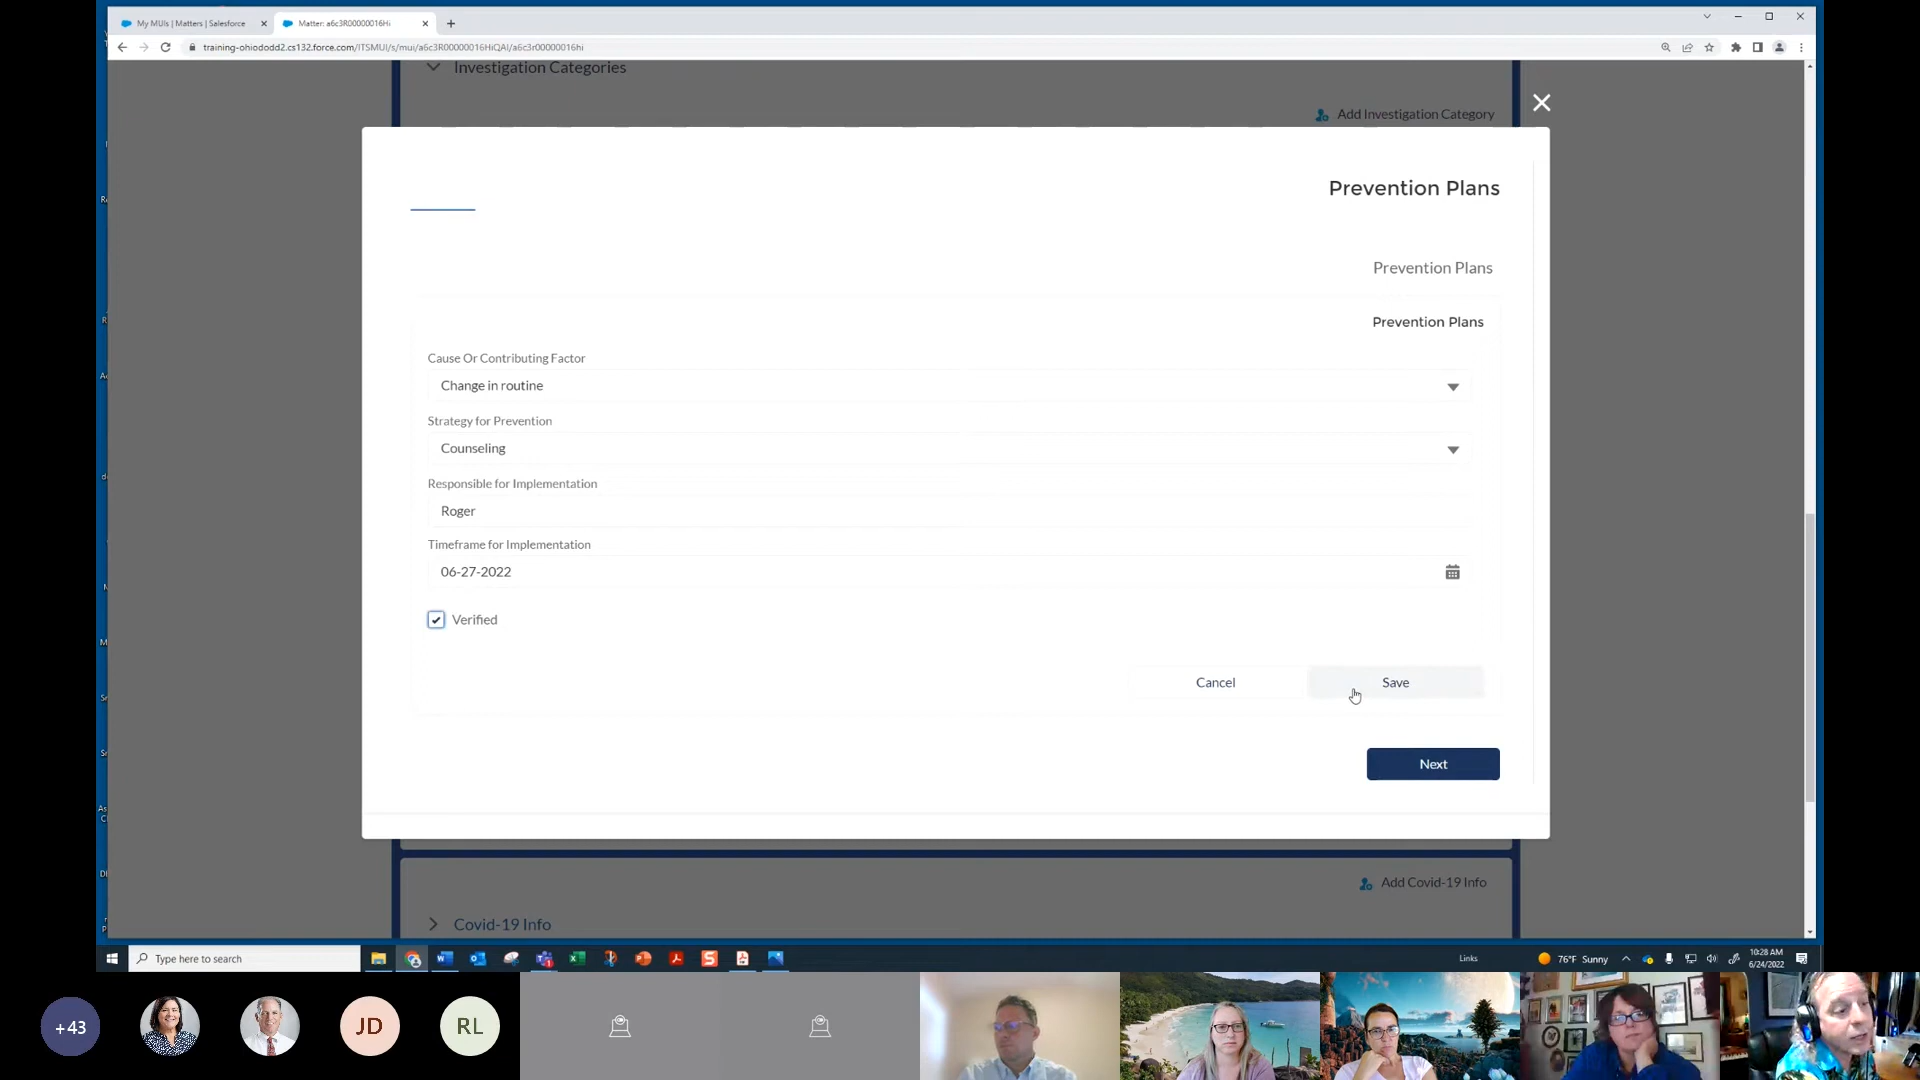 My MUIs | Matters | Salesforce
Matter: a6c3R00000016Hi
training-ohiododd2.cs132.force.com/ITSMUI/s/mui/a6c3R00000016HiQAI/a6c3r00000016hi
Investigation Categories
Add Investigation Category
Prevention Plans
Prevention Plans
Prevention Plans
Cause Or Contributing Factor
Change in routine
Strategy for Prevention
Counseling
Responsible for Implementation
Roger
Timeframe for Implementation
06-27-2022
Verified
Cancel
Save
Next
Add Covid-19 Info
Covid-19 Info
Type here to search
Links
76°F Sunny
10:28 AM
6/24/2022
+43
JD
RL